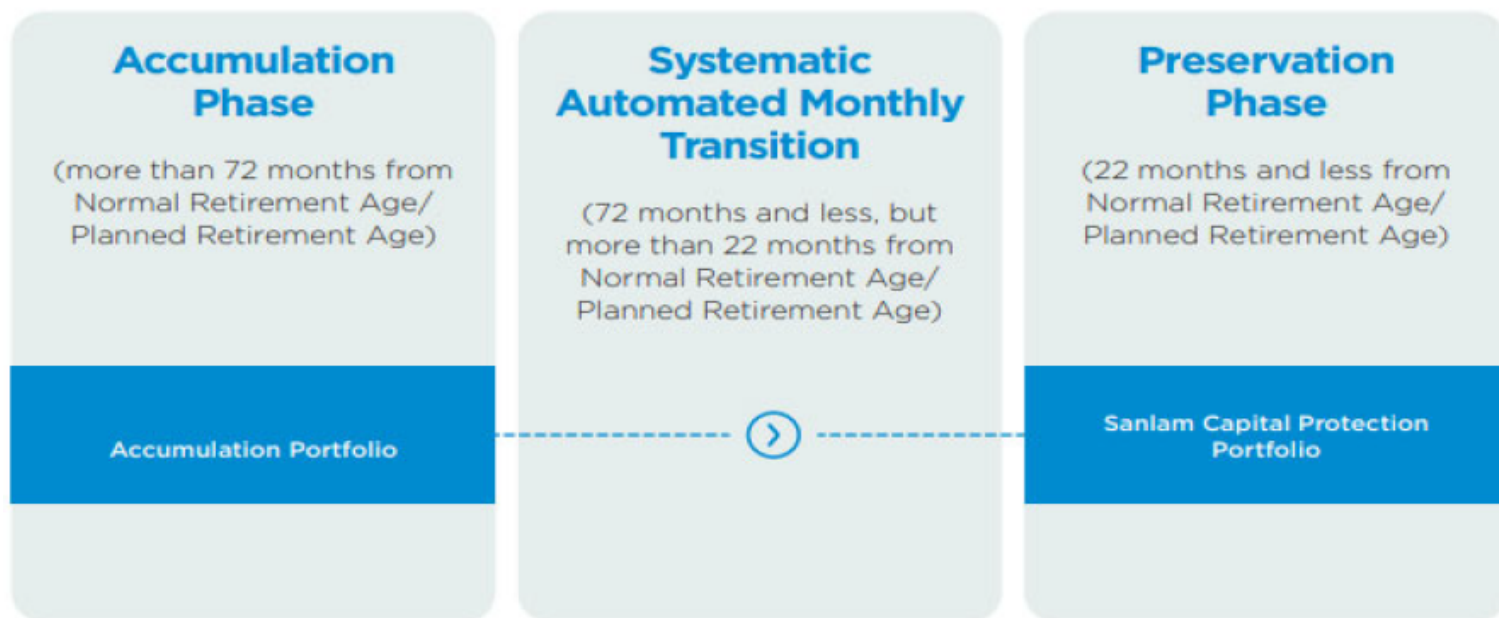 Accumulation
Phase
(more than 72 months from
Normal Retirement Age/
Planned Retirement Age)
Accumulation Portfolio
Systematic
Automated Monthly
Transition
(72 months and less, but
more than 22 months from
Normal Retirement Age/
Planned Retirement Age)
Preservation
Phase
(22 months and less from
Normal Retirement Age/
Planned Retirement Age)
Sanlam Capital Protection
Portfolio